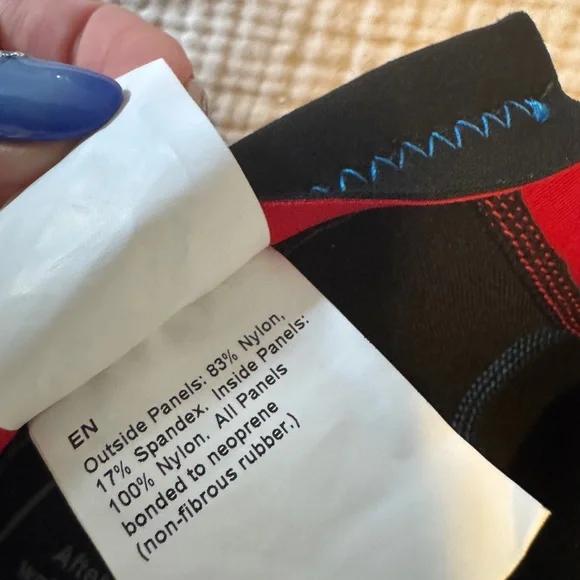 EN
Outside Panels: 83% Nylon,
17% Spandex. Inside Panels:
100% Nylon. All Panels
bonded to neoprene
(non-fibrous rubber.)